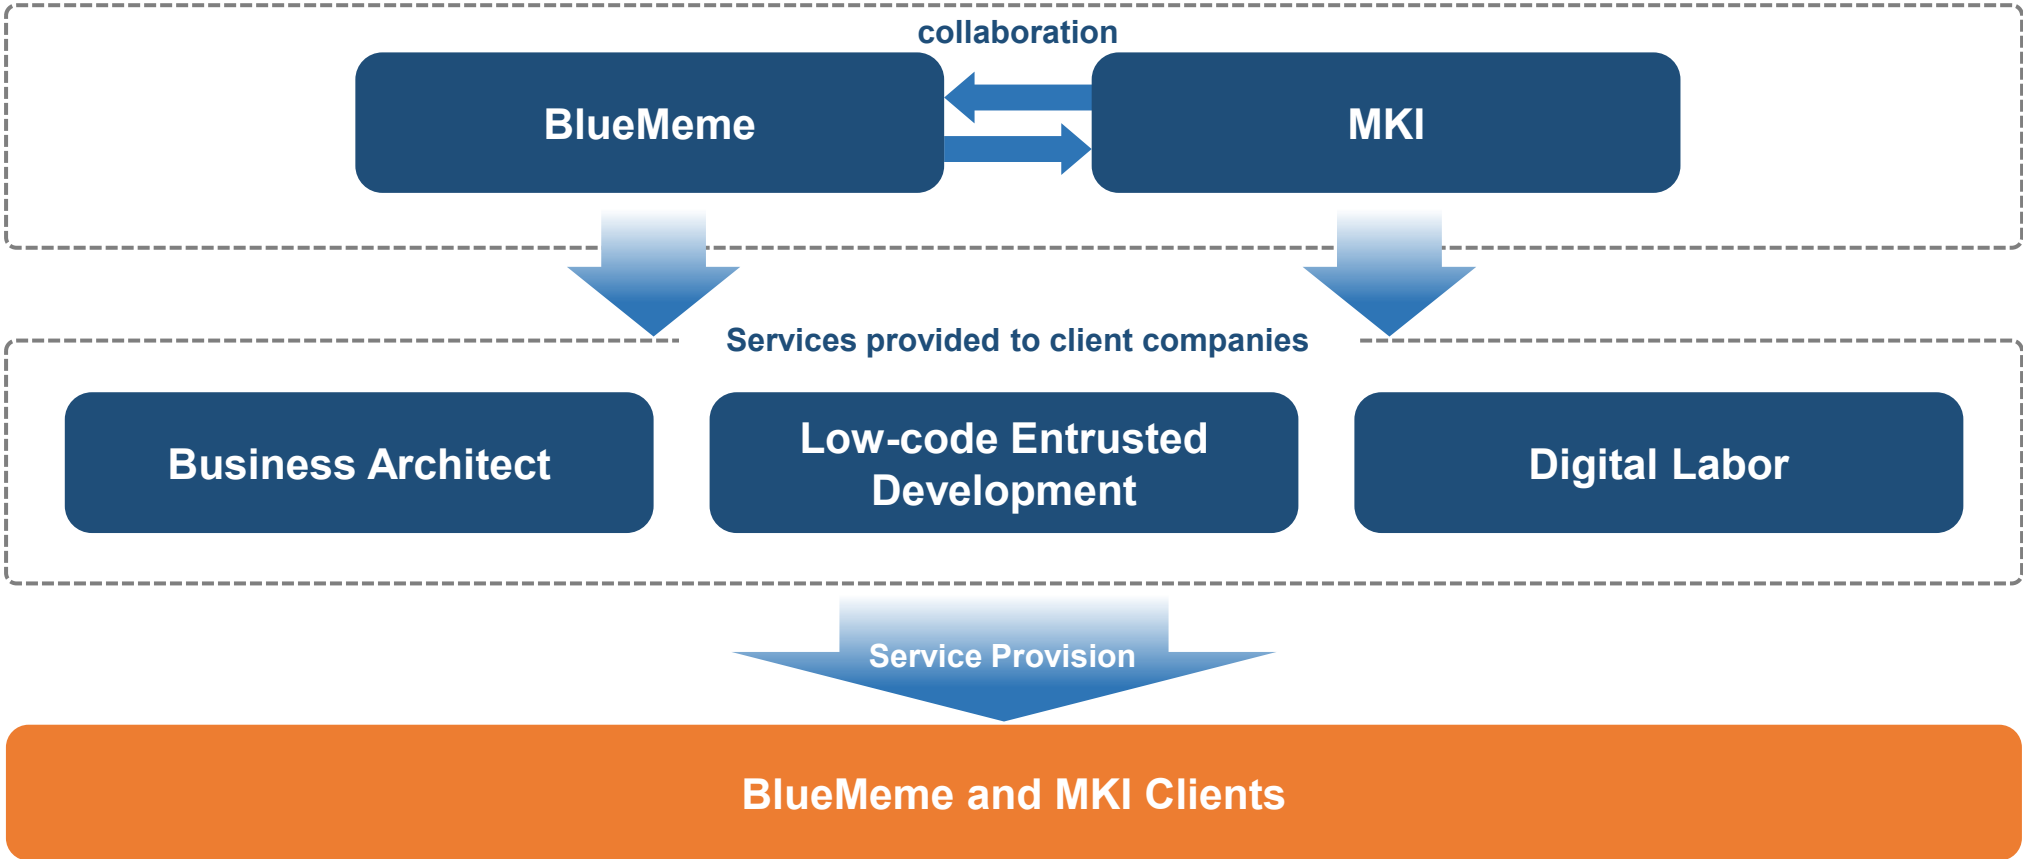 collaboration
BlueMeme
MKI
Services provided to client companies
Business Architect
Low-code Entrusted
Development
Digital Labor
Service Provision
BlueMeme and MKI Clients